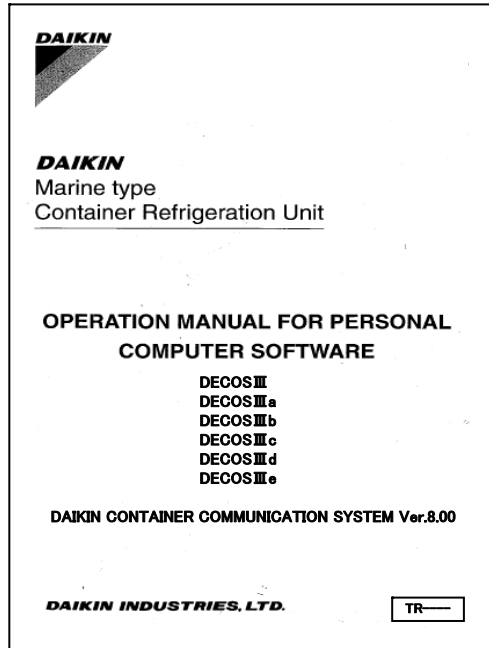 DAIKIN
DAIKIN
Marine type
Container Refrigeration Unit
OPERATION MANUAL FOR PERSONAL
COMPUTER SOFTWARE
DECOSⅢ
DECOSⅢa
DECOSⅢb
DECOSⅢc
DECOSⅢd
DECOSⅢe
DAIKIN CONTAINER COMMUNICATION SYSTEM Ver.8.00
DAIKIN INDUSTRIES, LTD.
TR――